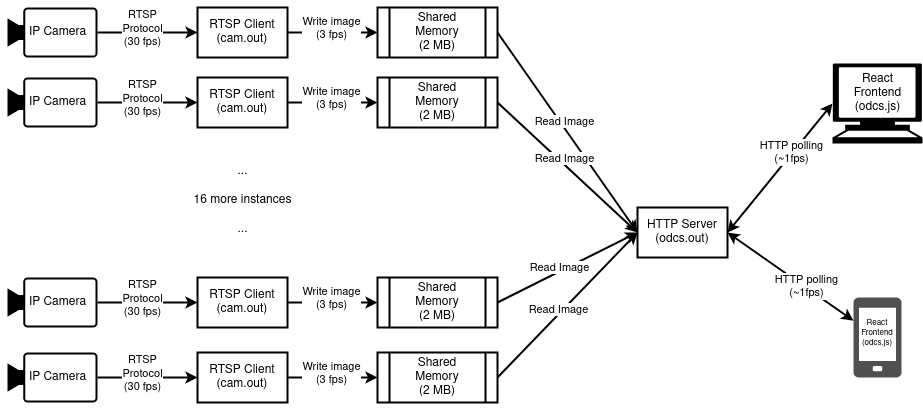 IP Camera
RTSP
Protocol
(30 fps)
RTSP Client
(cam.out)
Write image
(3 fps)
Shared
Memory
(2 MB)
IP Camera
RTSP
Protocol
(30 fps)
RTSP Client
(cam.out)
Write image
(3 fps)
Shared
Memory
(2 MB)
Read Image
Read Image
React
Frontend
(odcs.js)
HTTP polling
(~1fps)
...
16 more instances
...
HTTP Server
(odcs.out)
HTTP polling
(~1fps)
React
Frontend
(odcs.js)
IP Camera
RTSP
Protocol
(30 fps)
RTSP Client
(cam.out)
Write image
(3 fps)
Shared
Memory
(2 MB)
Read Image
Read Image
IP Camera
RTSP
Protocol
(30 fps)
RTSP Client
(cam.out)
Write image
(3 fps)
Shared
Memory
(2 MB)